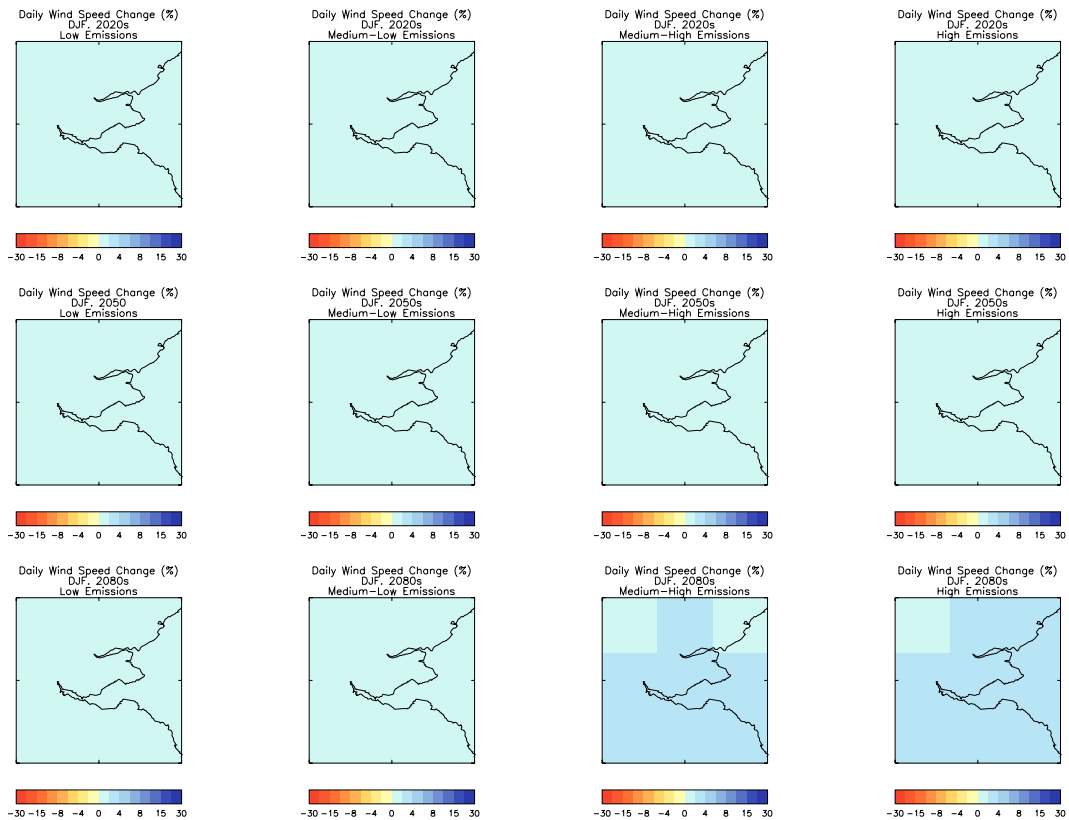 Daily Wind Speed Change (%)
DJF. 2020s
Low Emissions
-30 -15 -8 -4 0 4 8 15 30
Daily Wind Speed Change (%)
DJF. 2020s
Medium-Low Emissions
-30 -15 -8 -4 0 4 8 15 30
Daily Wind Speed Change (%)
DJF. 2020s
Medium-High Emissions
-30 -15 -8 -4 0 4 8 15 30
Daily Wind Speed Change (%)
DJF. 2020s
High Emissions
-30 -15 -8 -4 0 4 8 15 30
Daily Wind Speed Change (%)
DJF. 2050
Low Emissions
-30 -15 -8 -4 0 4 8 15 30
Daily Wind Speed Change (%)
DJF. 2050s
Medium-Low Emissions
-30 -15 -8 -4 0 4 8 15 30
Daily Wind Speed Change (%)
DJF. 2050s
Medium-High Emissions
-30 -15 -8 -4 0 4 8 15 30
Daily Wind Speed Change (%)
DJF. 2050s
High Emissions
-30 -15 -8 -4 0 4 8 15 30
Daily Wind Speed Change (%)
DJF. 2080s
Low Emissions
-30 -15 -8 -4 0 4 8 15 30
Daily Wind Speed Change (%)
DJF. 2080s
Medium-Low Emissions
-30 -15 -8 -4 0 4 8 15 30
Daily Wind Speed Change (%)
DJF. 2080s
Medium-High Emissions
-30 -15 -8 -4 0 4 8 15 30
Daily Wind Speed Change (%)
DJF. 2080s
High Emissions
-30 -15 -8 -4 0 4 8 15 30